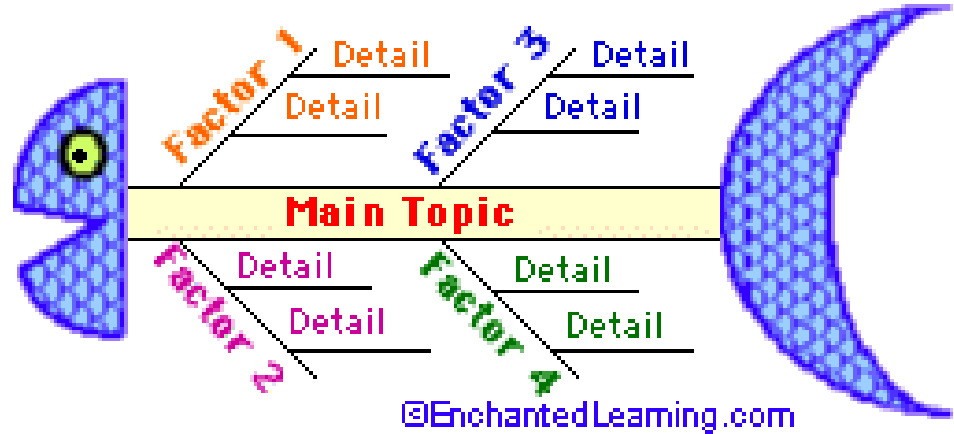 Factor 1
Detail
Detail
Factor 3
Detail
Detail
Main Topic
Factor 2
Detail
Detail
Factor 4
Detail
Detail
©EnchantedLearning.com